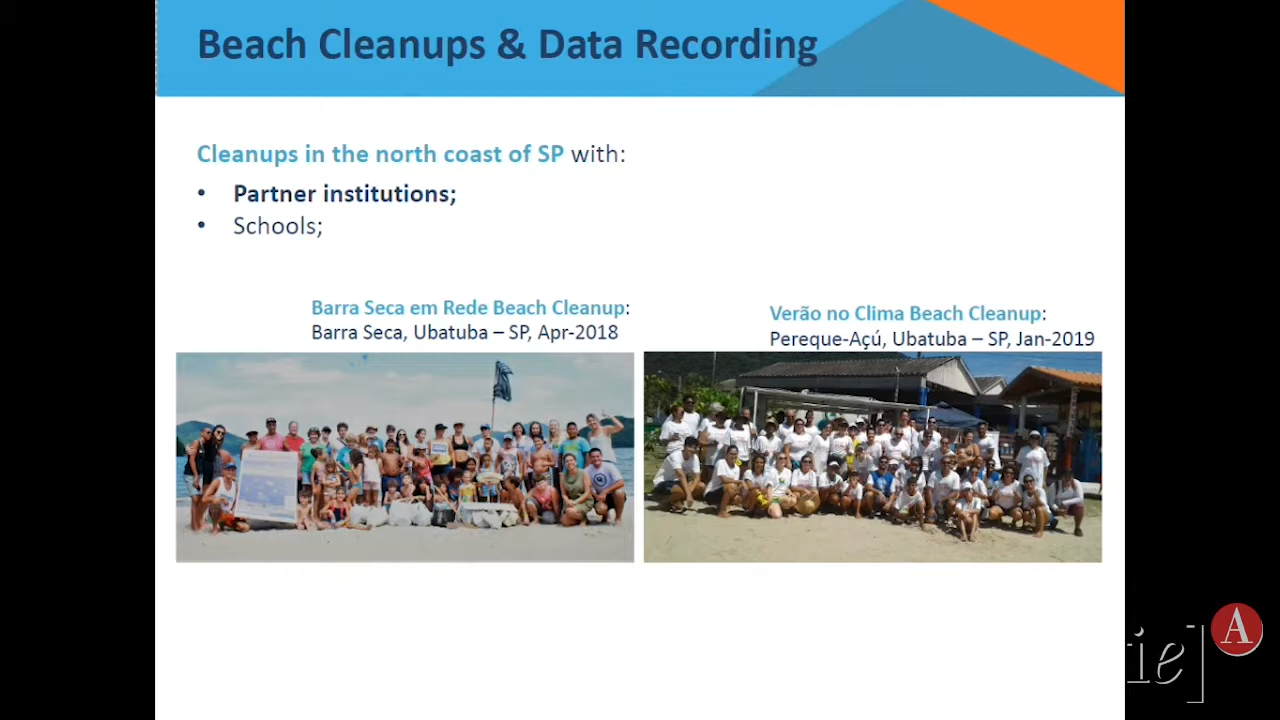 Beach Cleanups & Data Recording
Cleanups in the north coast of SP with:
• Partner institutions;
• Schools;
Barra Seca em Rede Beach Cleanup:
Barra Seca, Ubatuba – SP, Apr-2018
Verão no Clima Beach Cleanup:
Pereque-Açú, Ubatuba – SP, Jan-2019
ie]
A